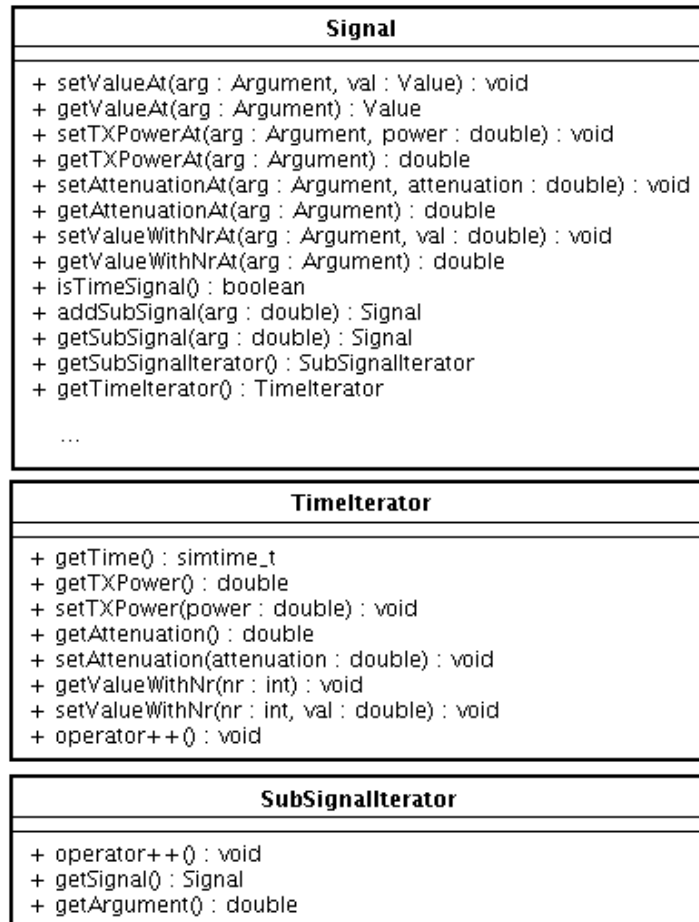 Signal
+ setValueAt(arg : Argument, val : Value) : void
+ getValueAt(arg : Argument) : Value
+ setTXPowerAt(arg : Argument, power : double) : void
+ getTXPowerAt(arg : Argument) : double
+ setAttenuationAt(arg : Argument, attenuation : double) : void
+ getAttenuationAt(arg : Argument) : double
+ setValueWithNrAt(arg : Argument, val : double) : void
+ getValueWithNrAt(arg : Argument) : double
+ isTimeSignal() : boolean
+ addSubSignal(arg : double) : Signal
+ getSubSignal(arg : double) : Signal
+ getSubSignalIterator() : SubSignalIterator
+ getTimeIterator() : TimeIterator
...
TimeIterator
+ getTime() : simtime_t
+ getTXPower() : double
+ setTXPower(power : double) : void
+ getAttenuation() : double
+ setAttenuation(attenuation : double) : void
+ getValueWithNr(nr : int) : void
+ setValueWithNr(nr : int, val : double) : void
+ operator++() : void
SubSignalIterator
+ operator++() : void
+ getSignal() : Signal
+ getArgument() : double